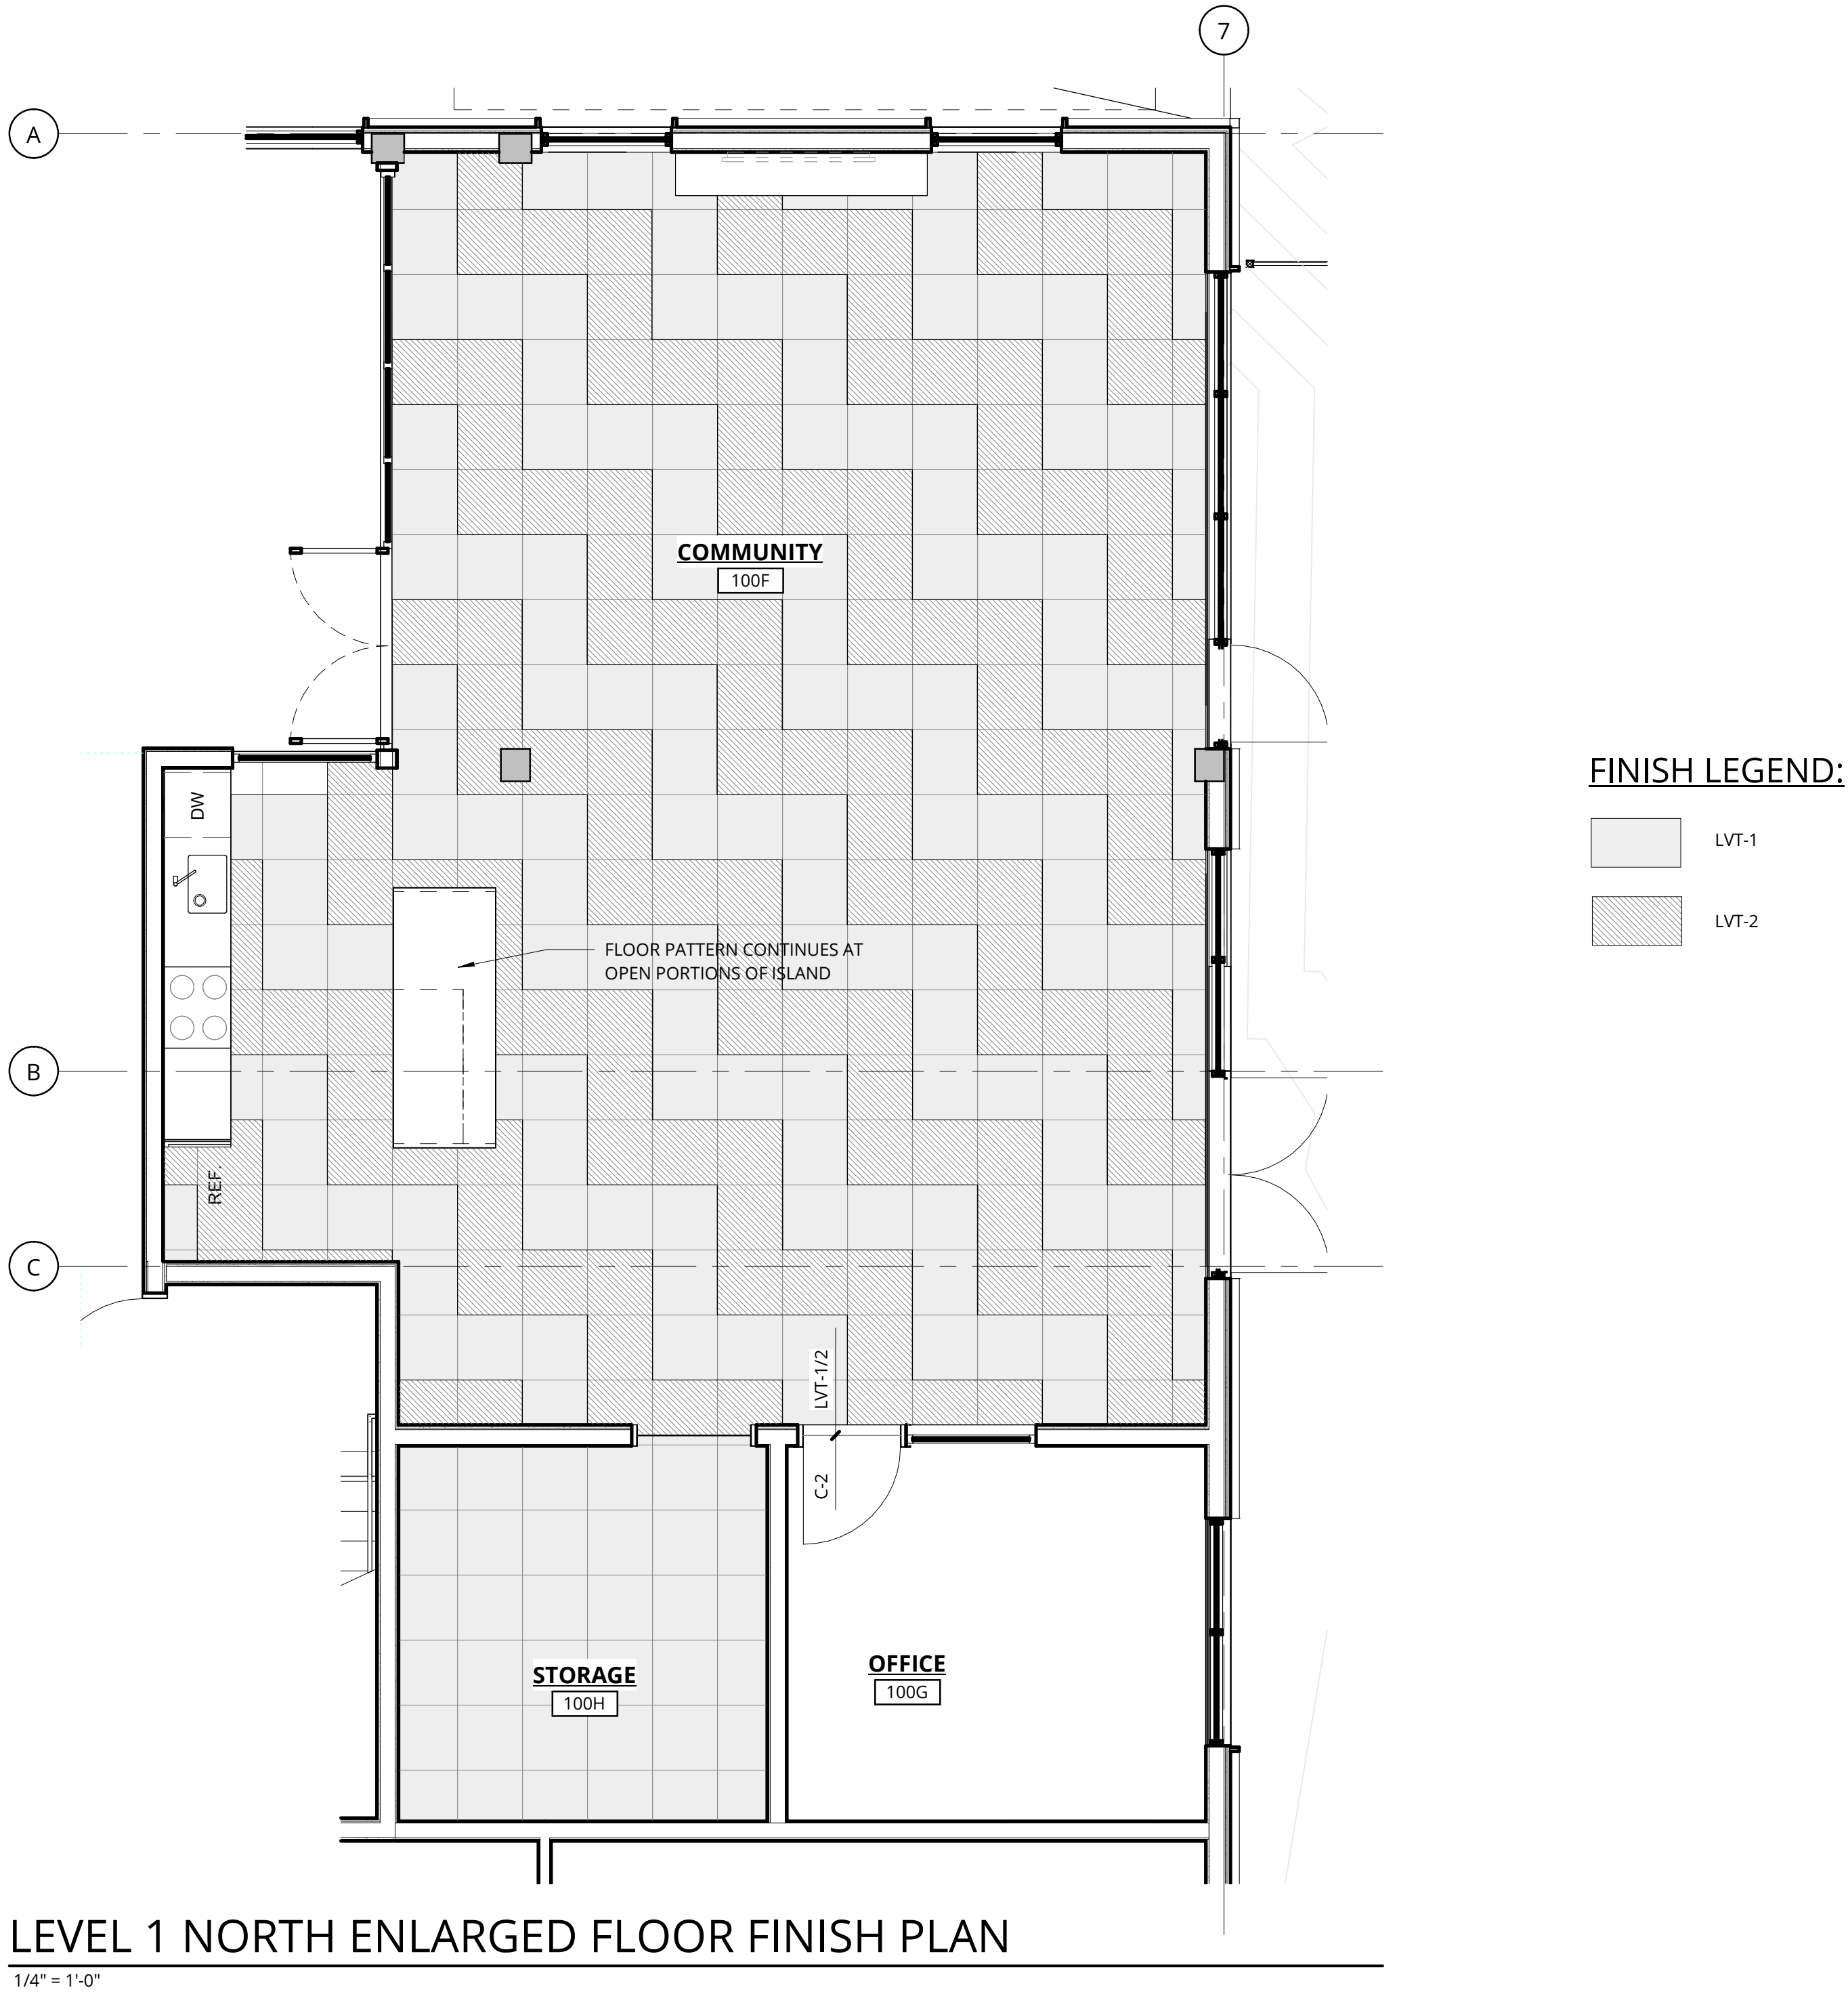 7
A
COMMUNITY
100F
DW
FINISH LEGEND:
LVT-1
LVT-2
FLOOR PATTERN CONTINUES AT
OPEN PORTIONS OF ISLAND
B
REF.
C
LVT-1/2
C-2
STORAGE
100H
OFFICE
100G
LEVEL 1 NORTH ENLARGED FLOOR FINISH PLAN
1/4" = 1'-0"